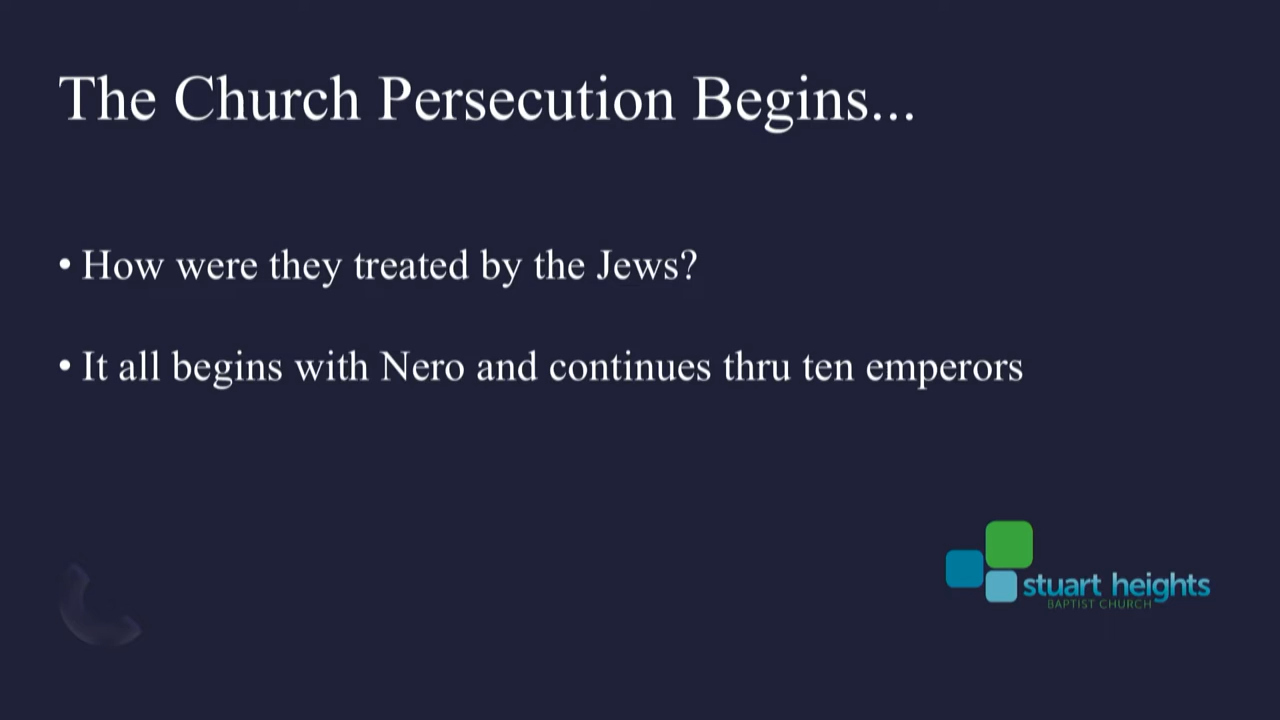 The Church Persecution Begins...
• How were they treated by the Jews?
• It all begins with Nero and continues thru ten emperors
stuart heights
BAPTIST CHURCH